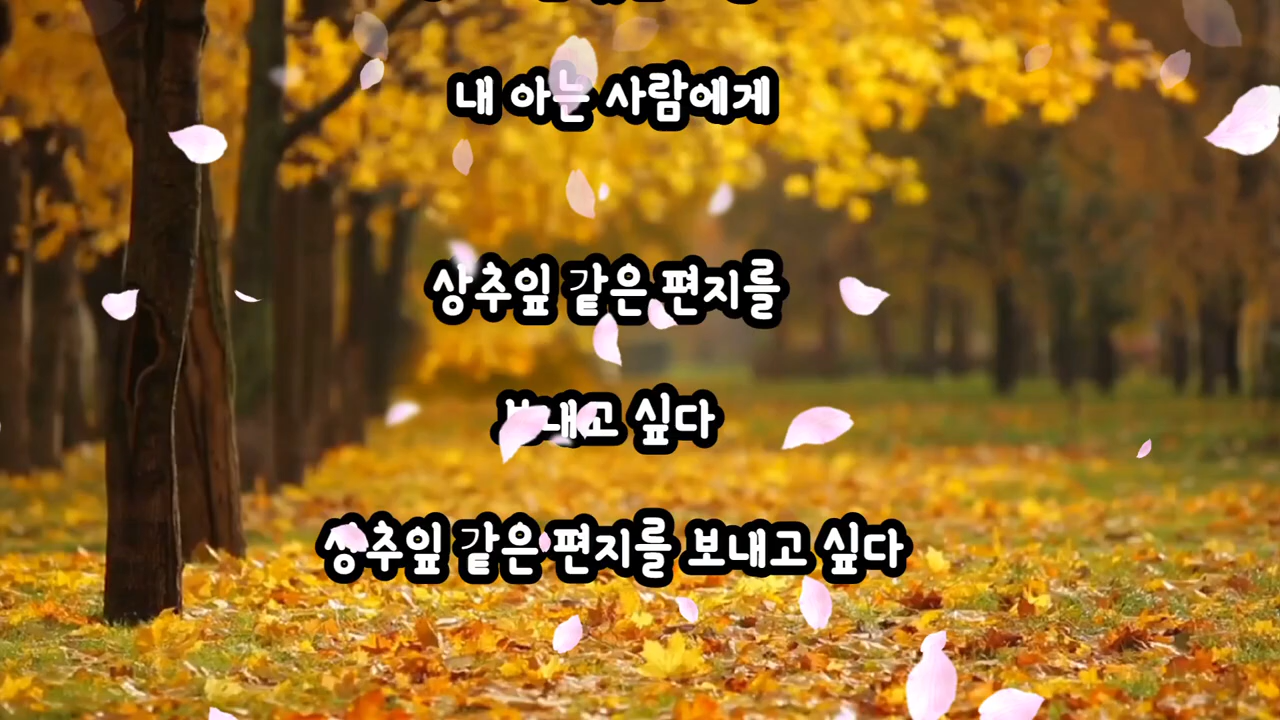 내 아는 사람에게
상추잎 같은 편지를
보내고 싶다
상추잎 같은 편지를 보내고 싶다